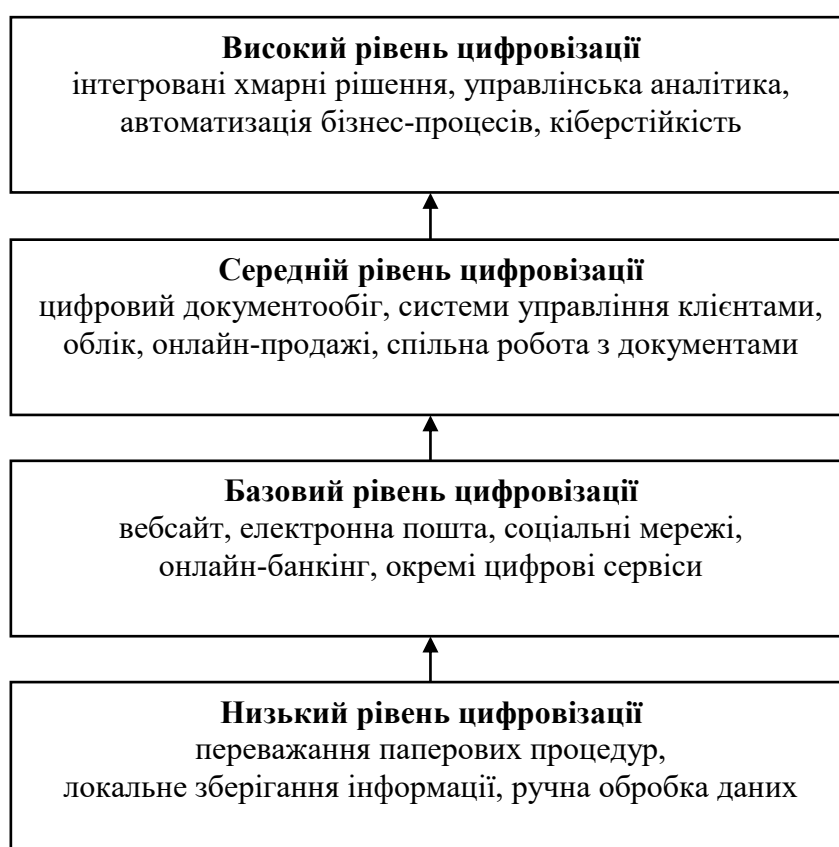 Високий рівень цифровізації
інтегровані хмарні рішення, управлінська аналітика,
автоматизація бізнес-процесів, кіберстійкість
Середній рівень цифровізації
цифровий документообіг, системи управління клієнтами,
облік, онлайн-продажі, спільна робота з документами
Базовий рівень цифровізації
вебсайт, електронна пошта, соціальні мережі,
онлайн-банкінг, окремі цифрові сервіси
Низький рівень цифровізації
переважання паперових процедур,
локальне зберігання інформації, ручна обробка даних